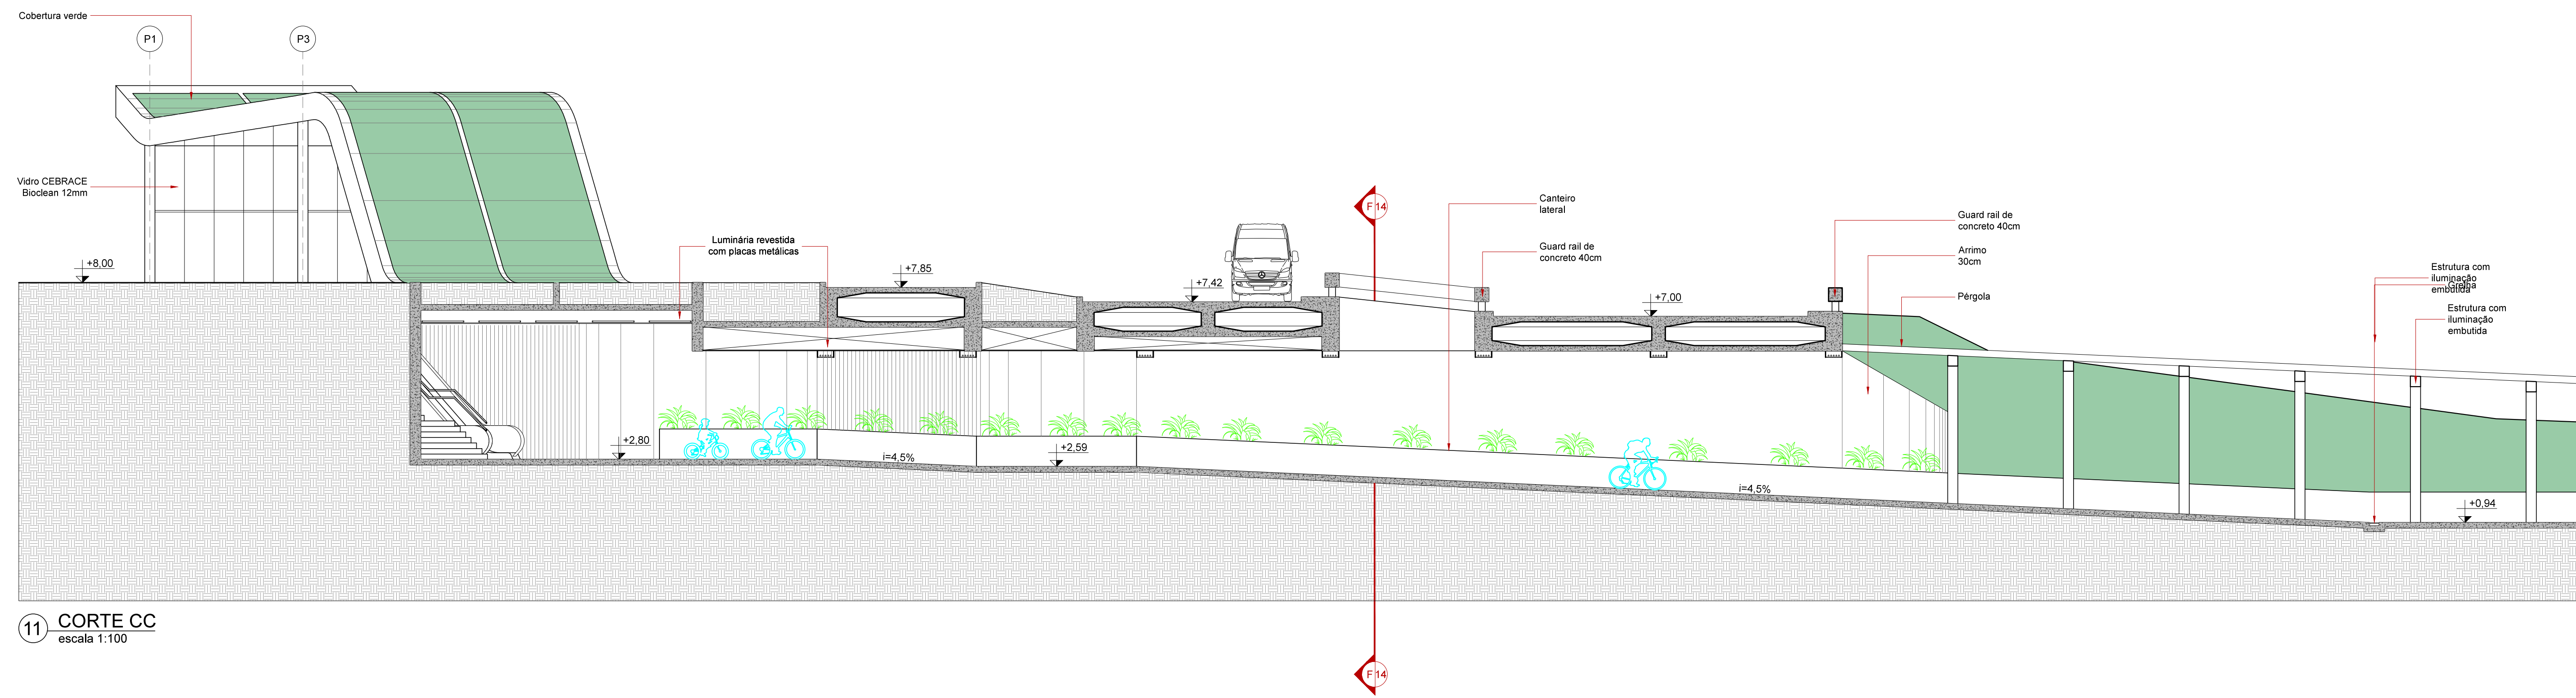 Cobertura verde
P1
P3
Vidro CEBRACE
Bioclean 12mm
+8,00
Luminária revestida
com placas metálicas
+7,85
+7,42
F 14
Canteiro
lateral
Guard rail de
concreto 40cm
+7,00
Guard rail de
concreto 40cm
Arrimo
30cm
Pérgola
Estrutura com
iluminação
embutida
Grelha
Estrutura com
iluminação
embutida
+2,80
i=4,5%
+2,59
i=4,5%
+0,94
F 14
11
CORTE CC
escala 1:100